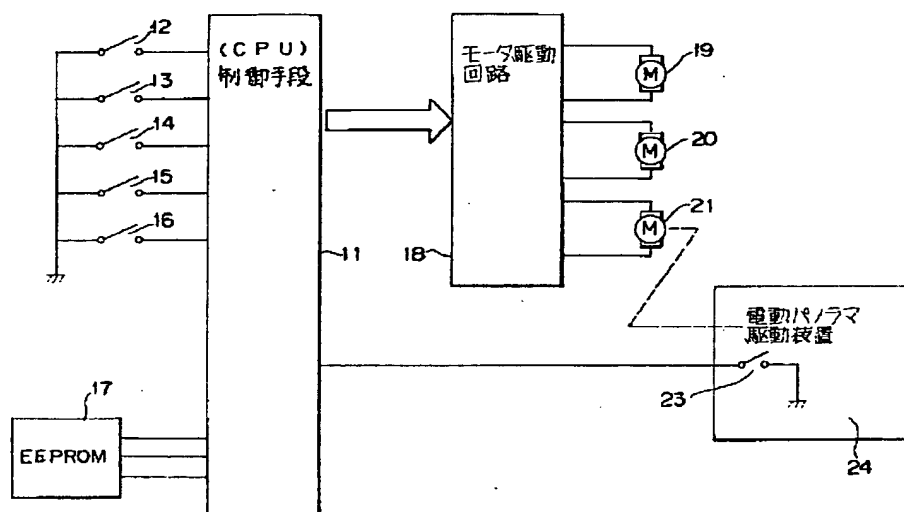 12
13
14
15
16
(CPU)
制御手段
11
モータ駆動
回路
18
M
19
M
20
M
21
電動パノラマ
駆動装置
23
24
17
EEPROM